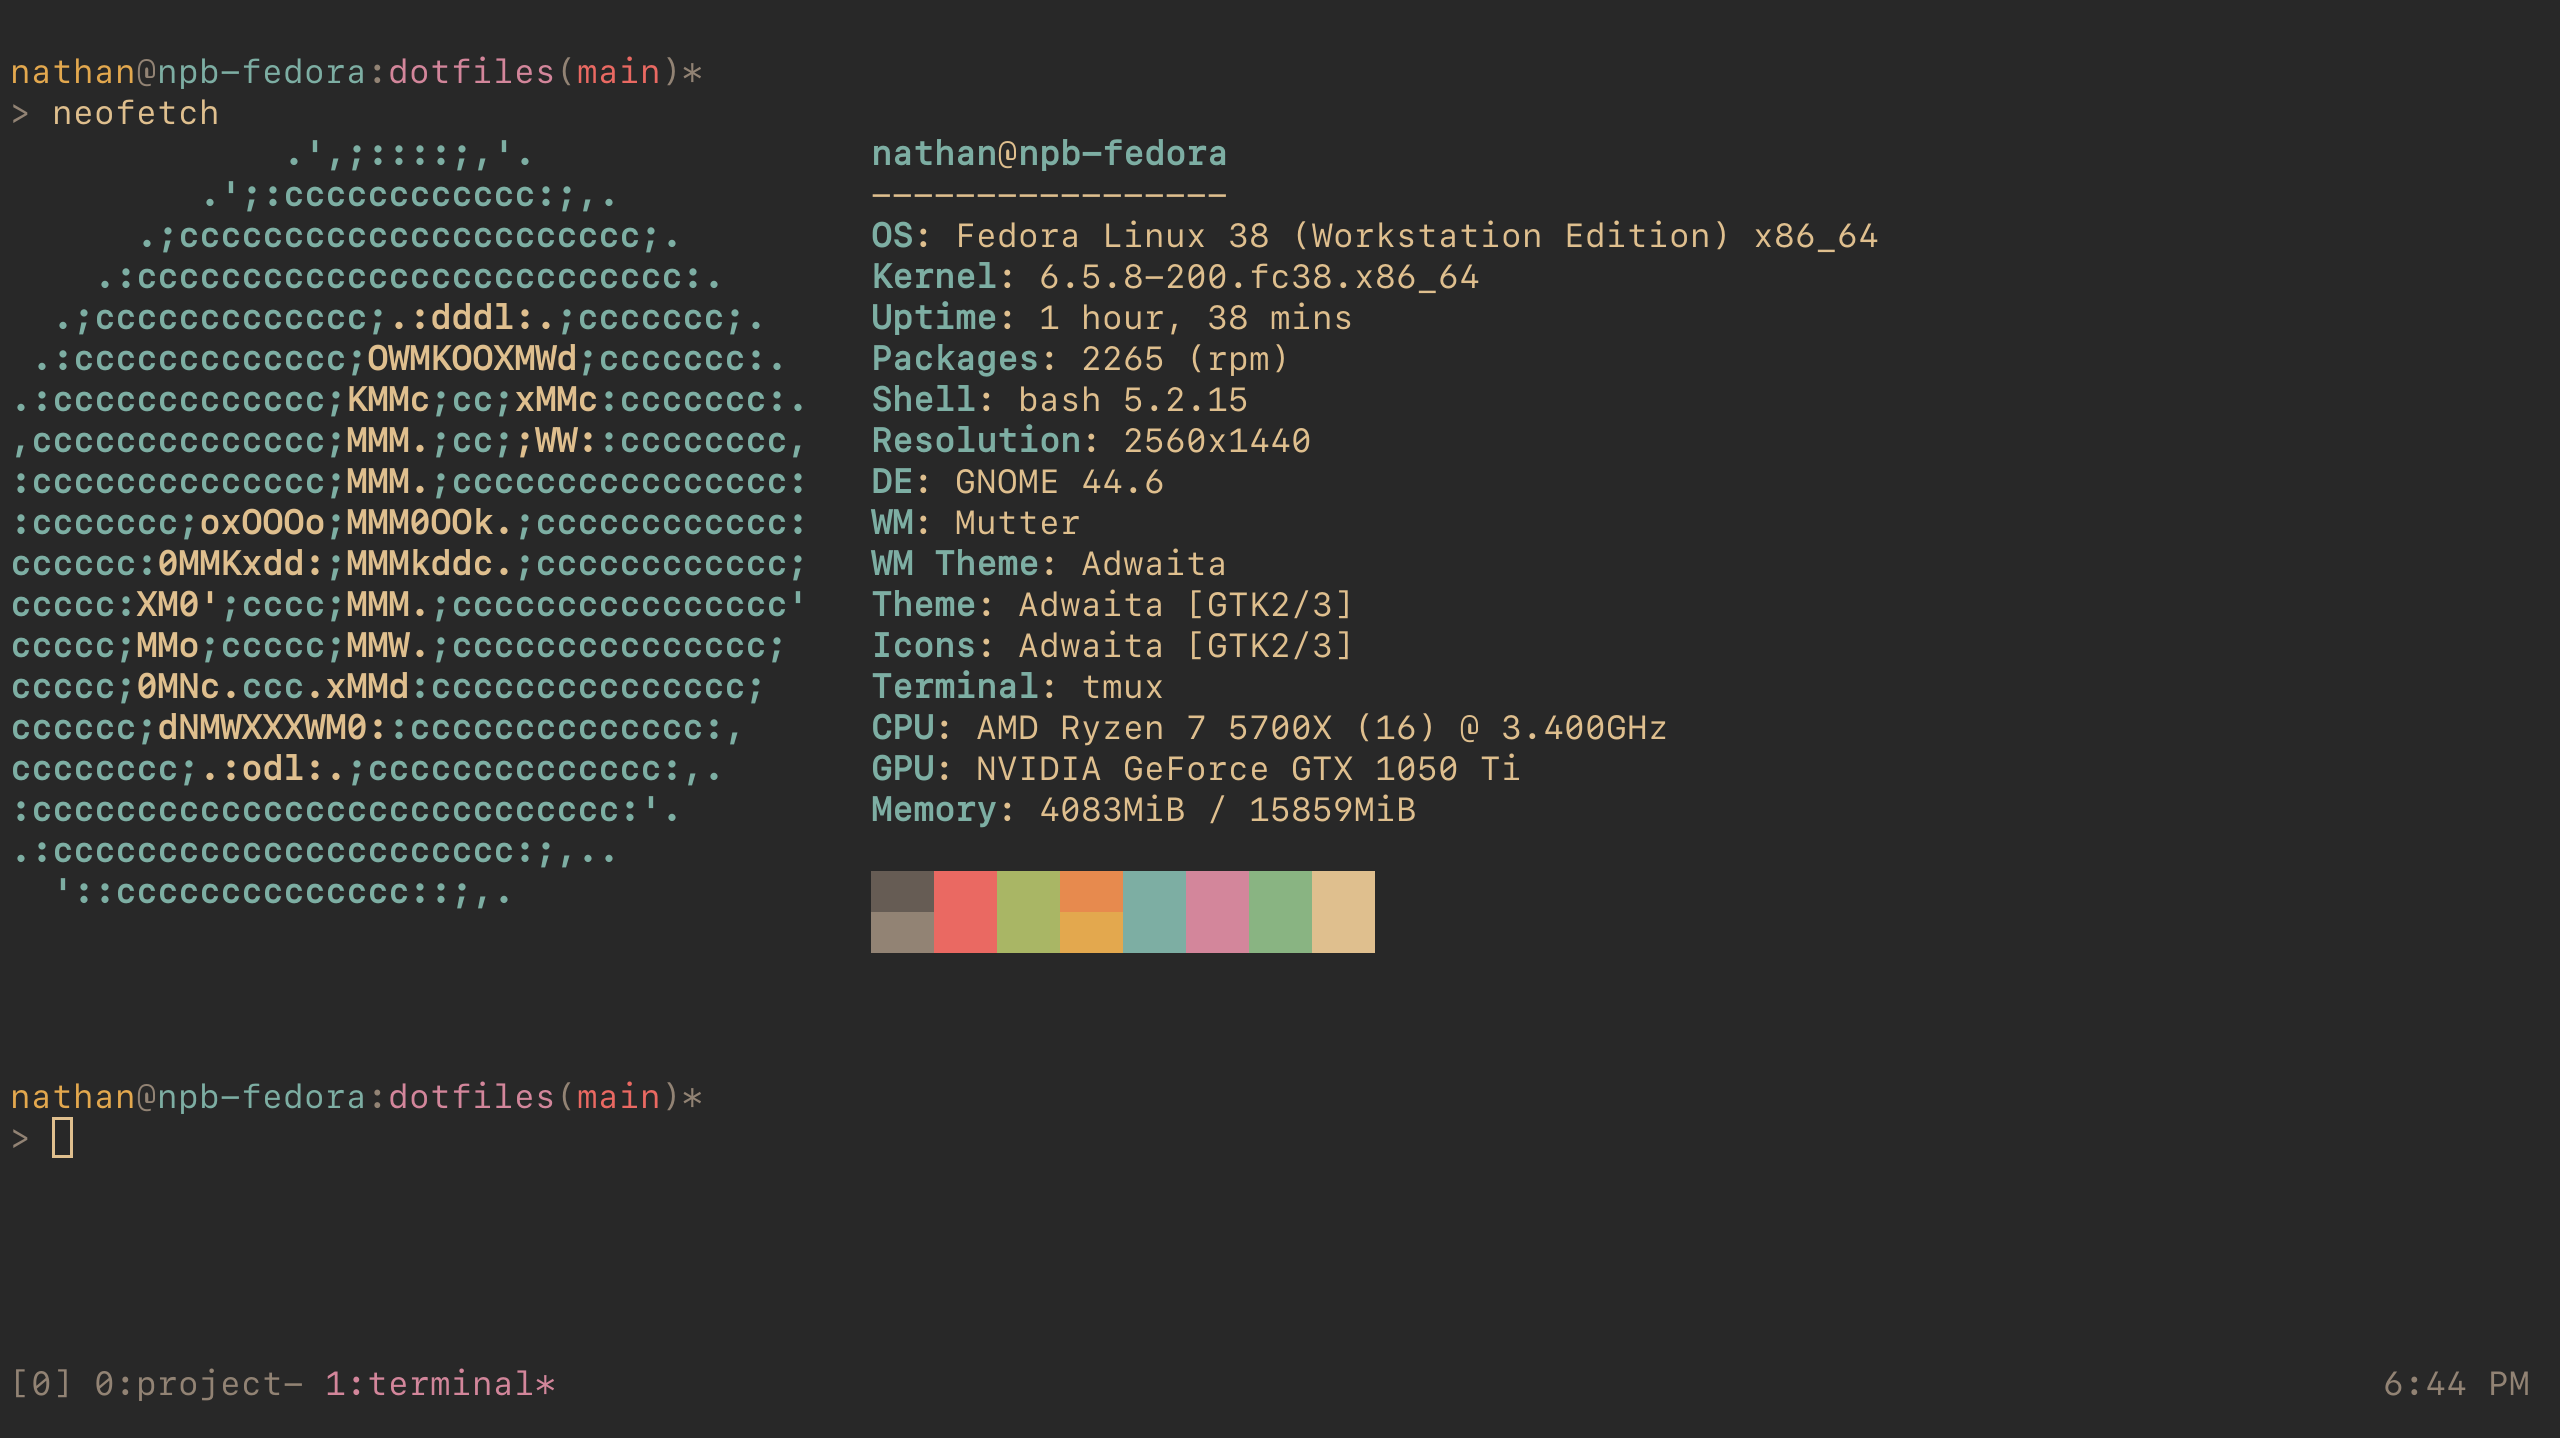 nathan@npb-fedora:dotfiles(main)*
> neofetch
             .',;::::;,'.                nathan@npb-fedora
         .';:cccccccccccc:;,.            -----------------
      .;cccccccccccccccccccccc;.         OS: Fedora Linux 38 (Workstation Edition) x86_64
    .:cccccccccccccccccccccccccc:.       Kernel: 6.5.8-200.fc38.x86_64
  .;ccccccccccccc;.:dddl:.;ccccccc;.     Uptime: 1 hour, 38 mins
 .:ccccccccccccc;OWMKOOXMWd;ccccccc:.    Packages: 2265 (rpm)
.:ccccccccccccc;KMMc;cc;xMMc:ccccccc:.   Shell: bash 5.2.15
,cccccccccccccc;MMM.;cc;;WW::cccccccc,   Resolution: 2560x1440
:cccccccccccccc;MMM.;cccccccccccccccc:   DE: GNOME 44.6
:ccccccc;oxOOOo;MMM0OOk.;cccccccccccc:   WM: Mutter
cccccc:0MMKxdd:;MMMkddc.;cccccccccccc;   WM Theme: Adwaita
ccccc:XM0';cccc;MMM.;cccccccccccccccc'   Theme: Adwaita [GTK2/3]
ccccc;MMo;ccccc;MMW.;ccccccccccccccc;    Icons: Adwaita [GTK2/3]
ccccc;0MNc.ccc.xMMd:ccccccccccccccc;     Terminal: tmux
cccccc;dNMWXXXWM0::cccccccccccccc:,      CPU: AMD Ryzen 7 5700X (16) @ 3.400GHz
cccccccc;.:odl:.;cccccccccccccc:,.       GPU: NVIDIA GeForce GTX 1050 Ti
:cccccccccccccccccccccccccccc:'.         Memory: 4083MiB / 15859MiB
.:cccccccccccccccccccccc:;,..
  '::cccccccccccccc::;,.
nathan@npb-fedora:dotfiles(main)*
>
[0] 0:project- 1:terminal* 6:44 PM